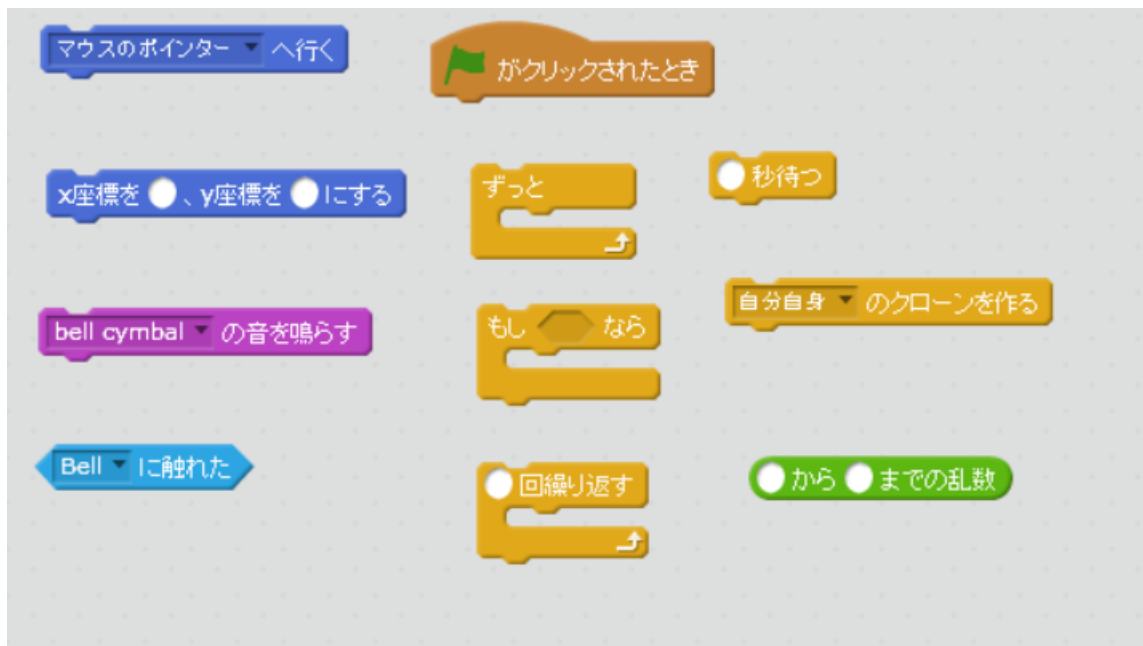 マウスのポインター へ行く
がクリックされたとき
x座標を 、y座標を にする
ずっと
秒待つ
bell cymbal の音を鳴らす
もし なら
自分自身 のクローンを作る
Bell に触れた
回繰り返す
から までの乱数